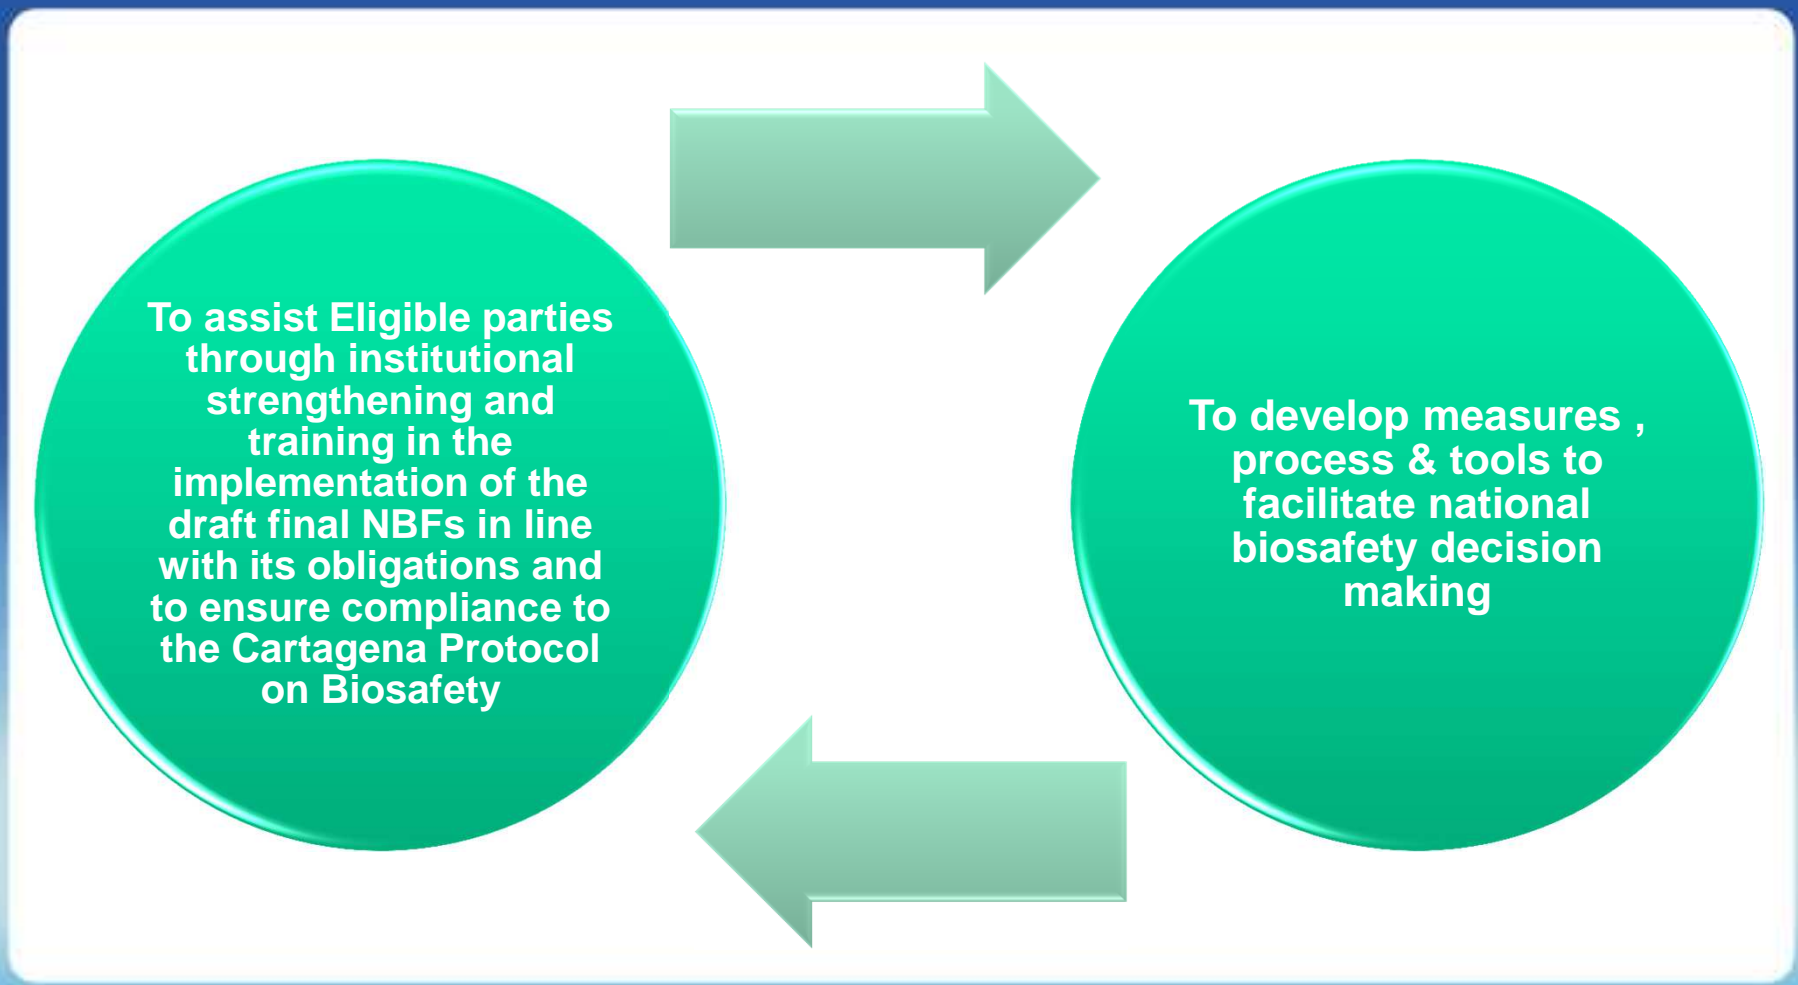 To assist Eligible parties
through institutional
strengthening and
training in the
implementation of the
draft final NBFs in line
with its obligations and
to ensure compliance to
the Cartagena Protocol
on Biosafety
To develop measures ,
process & tools to
facilitate national
biosafety decision
making